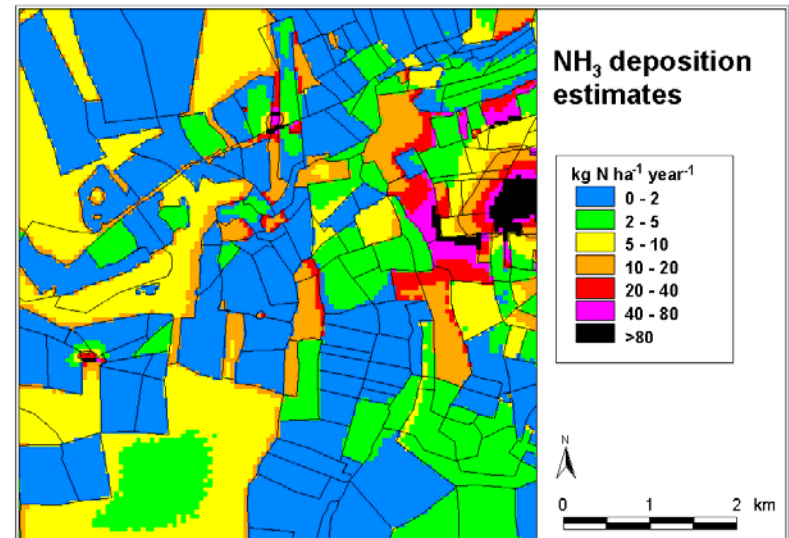 NH₃ deposition
estimates
kg N ha⁻¹ year⁻¹
0 - 2
2 - 5
5 - 10
10 - 20
20 - 40
40 - 80
>80
N
0 1 2 km